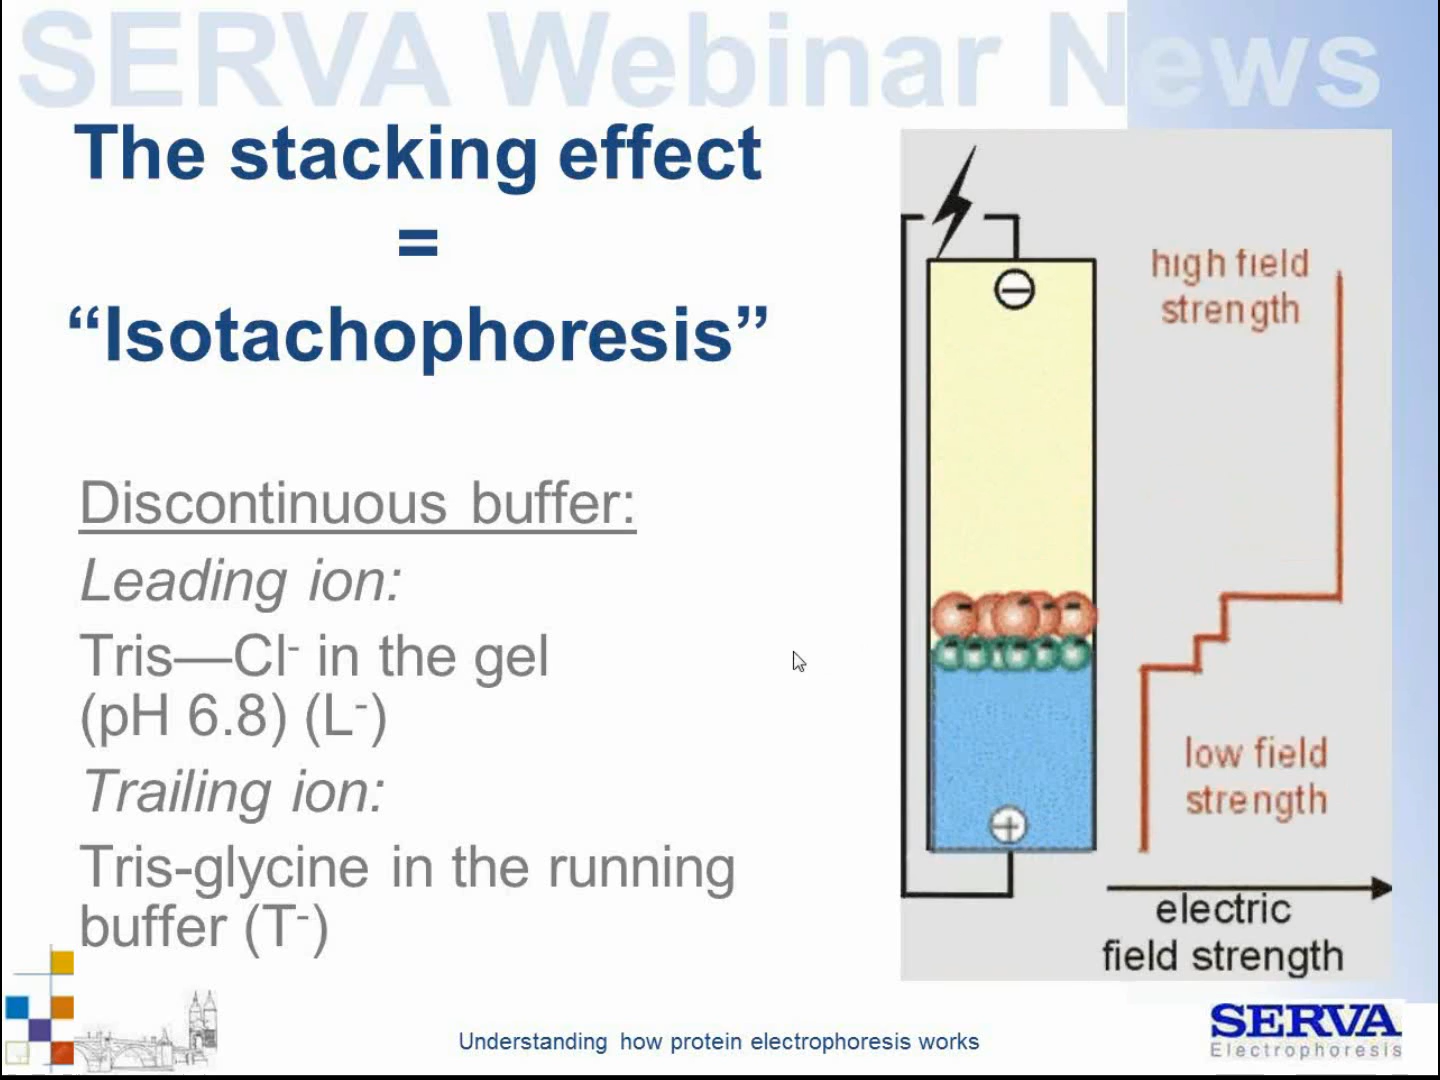 SERVA Webinar News
The stacking effect
=
“Isotachophoresis”
Discontinuous buffer:
Leading ion:
Tris—Cl- in the gel
(pH 6.8) (L-)
Trailing ion:
Tris-glycine in the running
buffer (T-)
high field
strength
low field
strength
electric
field strength
Understanding how protein electrophoresis works
SERVA
Electrophoresis